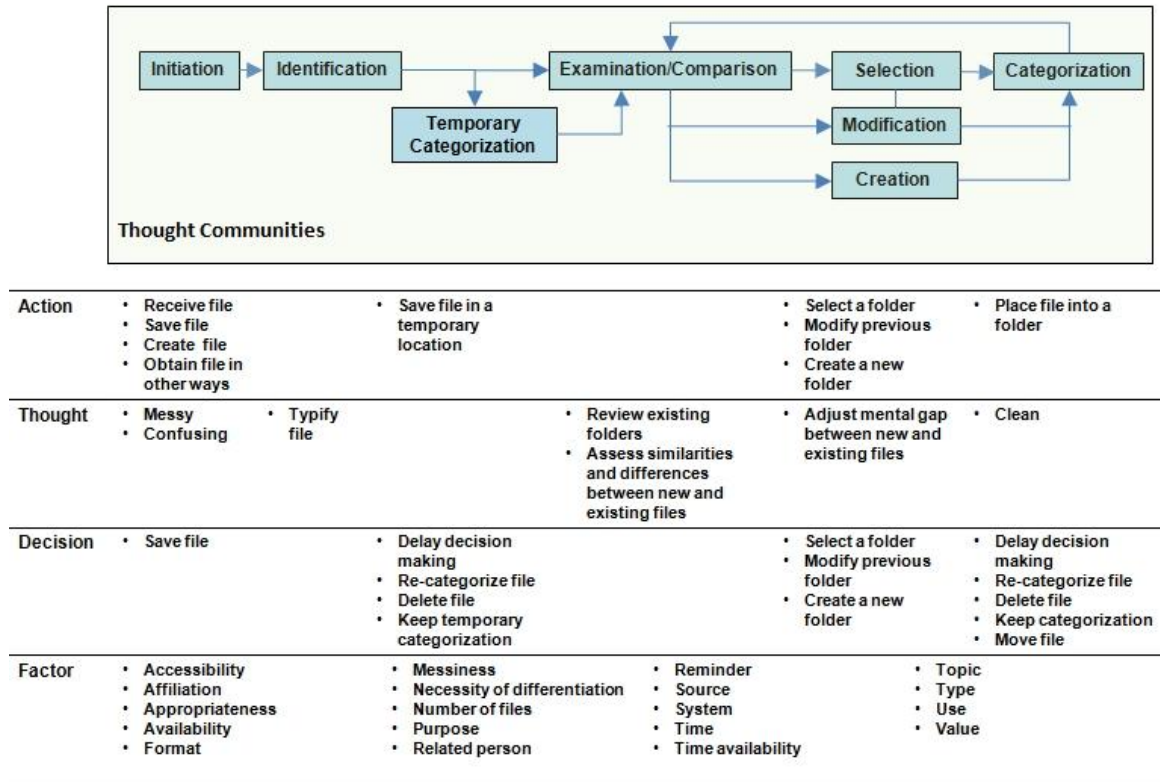 Initiation
Identification
Examination/Comparison
Selection
Categorization
Temporary
Categorization
Modification
Creation
Thought Communities
Action
• Receive file
• Save file
• Create file
• Obtain file in
other ways
• Save file in a
temporary
location
• Select a folder
• Modify previous
folder
• Create a new
folder
• Place file into a
folder
Thought
• Messy
• Confusing
• Typify
file
• Review existing
folders
• Assess similarities
and differences
between new and
existing files
• Adjust mental gap
between new and
existing files
• Clean
Decision
• Save file
• Delay decision
making
• Re-categorize file
• Delete file
• Keep temporary
categorization
• Select a folder
• Modify previous
folder
• Create a new
folder
• Delay decision
making
• Re-categorize file
• Delete file
• Keep categorization
• Move file
Factor
• Accessibility
• Affiliation
• Appropriateness
• Availability
• Format
• Messiness
• Necessity of differentiation
• Number of files
• Purpose
• Related person
• Reminder
• Source
• System
• Time
• Time availability
• Topic
• Type
• Use
• Value